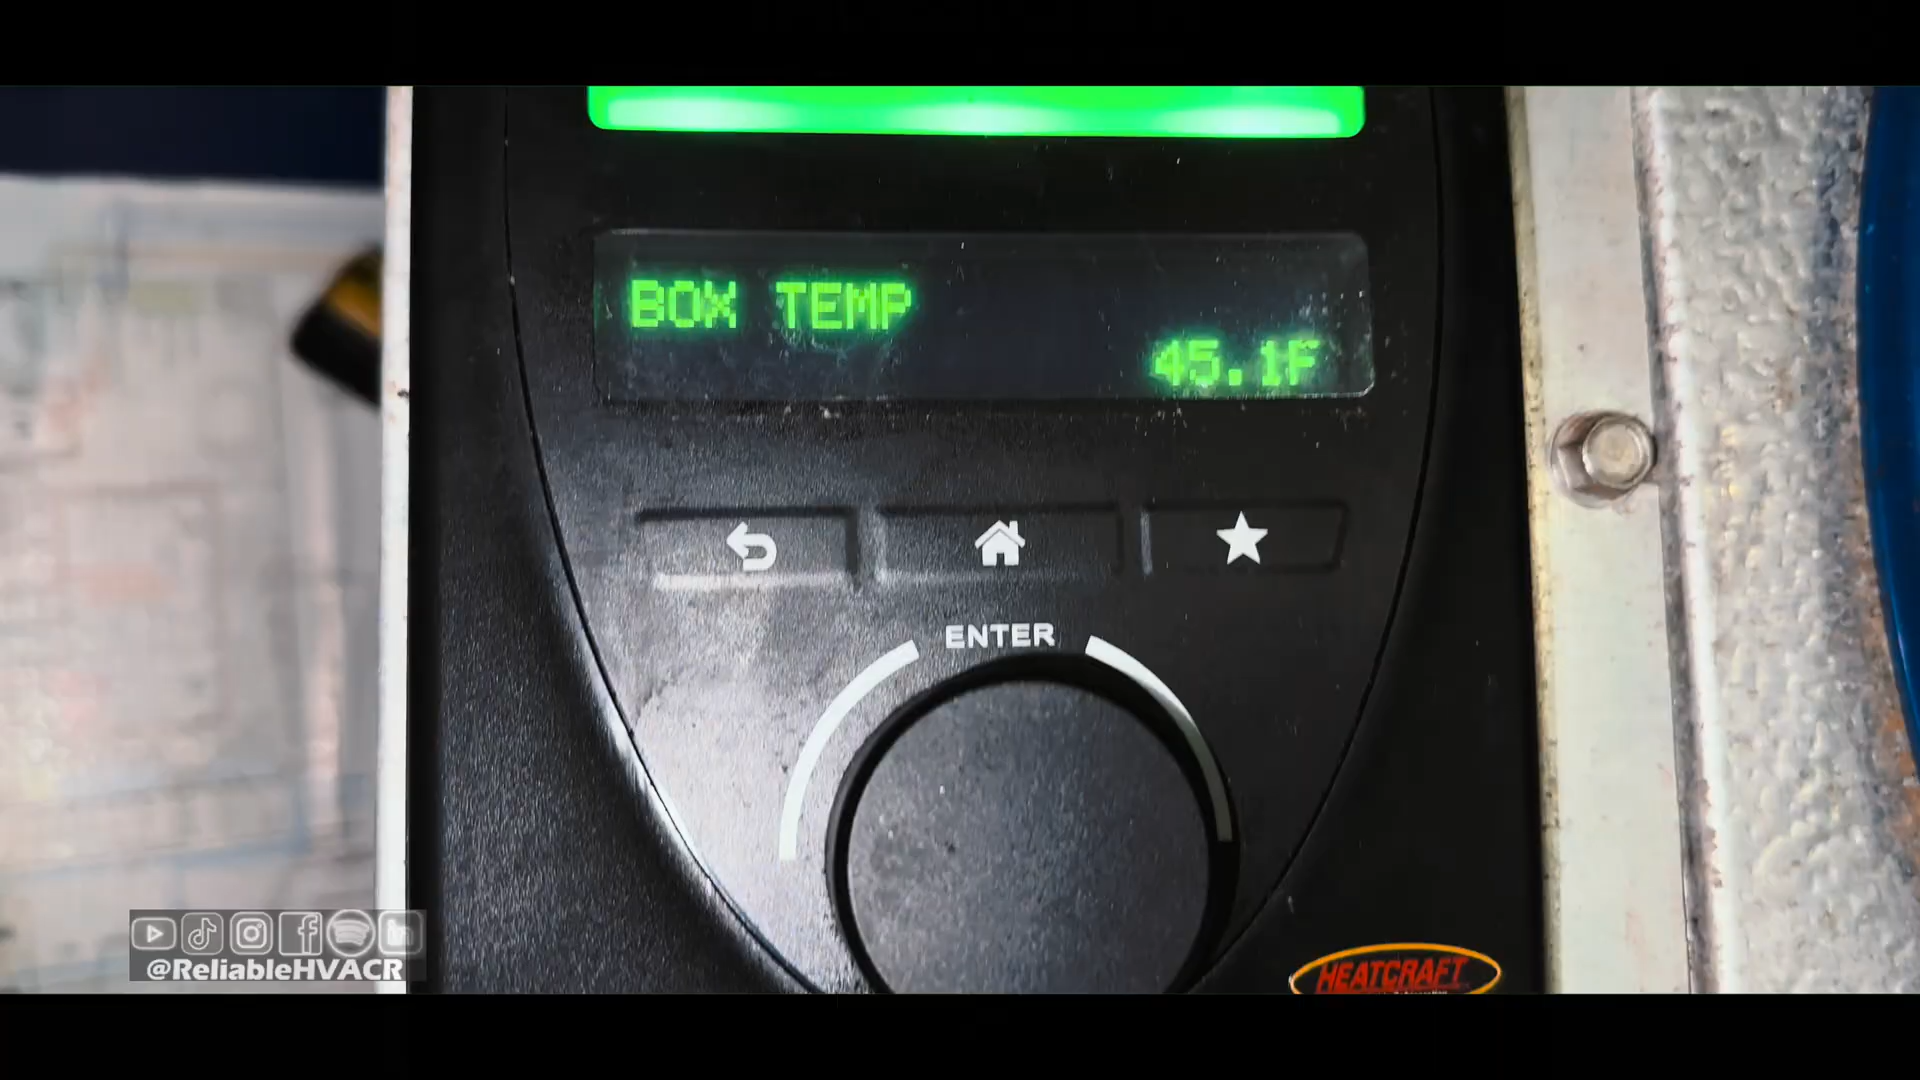 BOX TEMP
45.1F
ENTER
HEATCRAFT
@ReliableHVACR